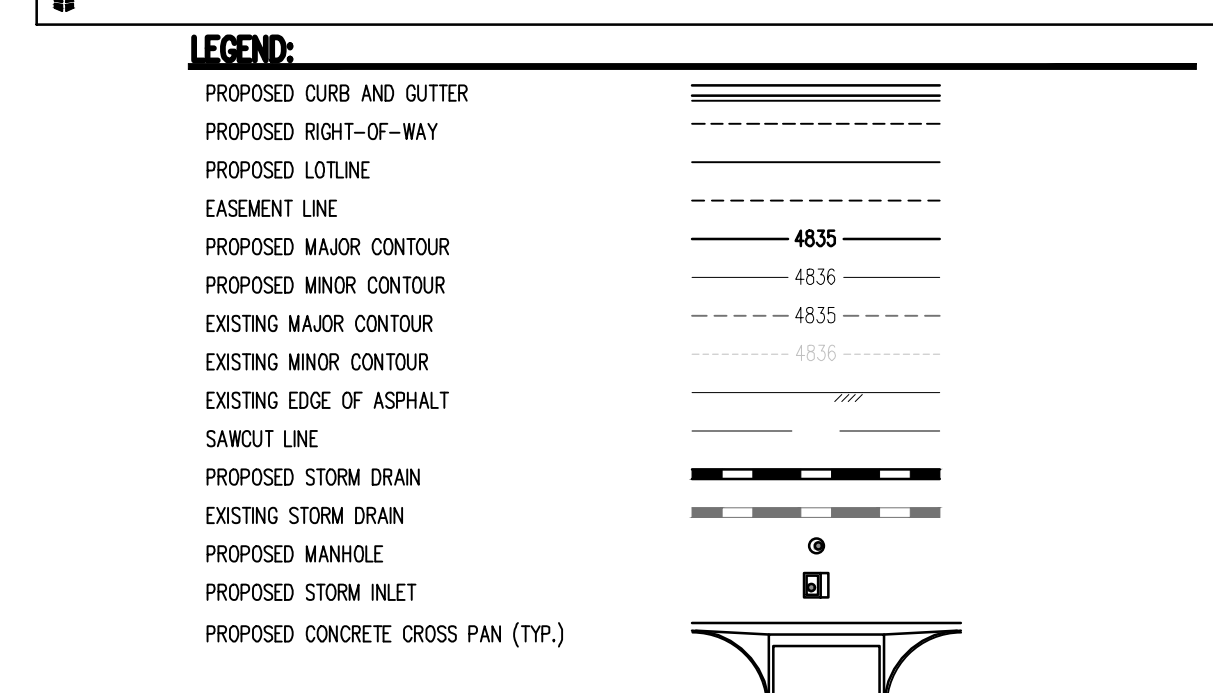 LEGEND:
PROPOSED CURB AND GUTTER
PROPOSED RIGHT-OF-WAY
PROPOSED LOTLINE
EASEMENT LINE
PROPOSED MAJOR CONTOUR 4835
PROPOSED MINOR CONTOUR 4836
EXISTING MAJOR CONTOUR 4835
EXISTING MINOR CONTOUR 4836
EXISTING EDGE OF ASPHALT
SAWCUT LINE
PROPOSED STORM DRAIN
EXISTING STORM DRAIN
PROPOSED MANHOLE
PROPOSED STORM INLET
PROPOSED CONCRETE CROSS PAN (TYP.)